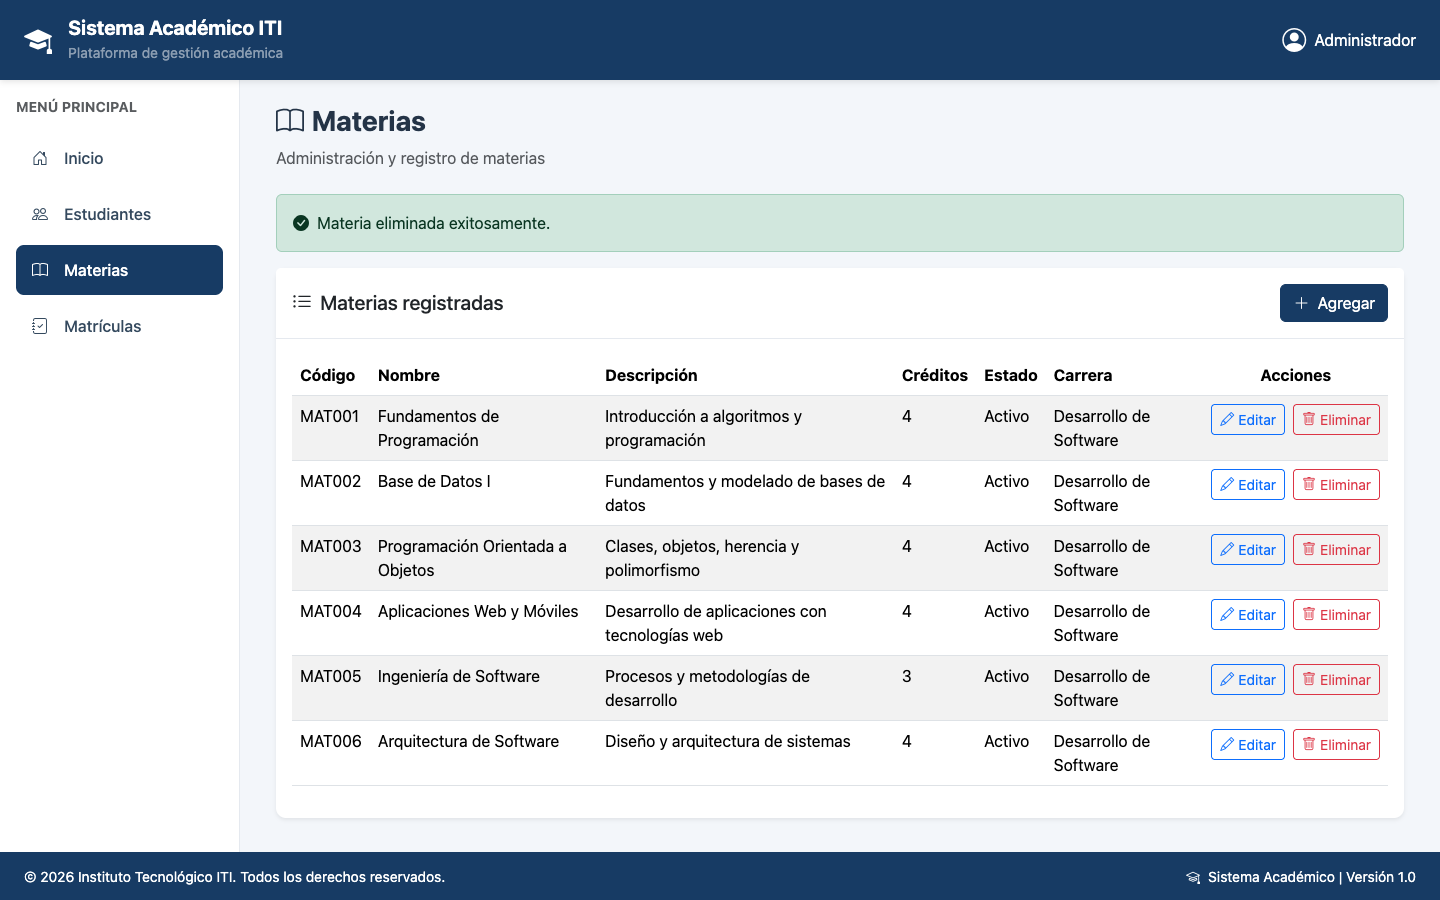 Sistema Académico ITI
Plataforma de gestión académica
Administrador
MENÚ PRINCIPAL
Inicio
Estudiantes
Materias
Matrículas
Materias
Administración y registro de materias
Materia eliminada exitosamente.
Materias registradas
Agregar
Código Nombre Descripción Créditos Estado Carrera Acciones
MAT001 Fundamentos de Introducción a algoritmos y 4 Activo Desarrollo de Editar Eliminar
Programación programación Software
MAT002 Base de Datos I Fundamentos y modelado de bases de 4 Activo Desarrollo de Editar Eliminar
datos Software
MAT003 Programación Orientada a Clases, objetos, herencia y 4 Activo Desarrollo de Editar Eliminar
Objetos polimorfismo Software
MAT004 Aplicaciones Web y Móviles Desarrollo de aplicaciones con 4 Activo Desarrollo de Editar Eliminar
tecnologías web Software
MAT005 Ingeniería de Software Procesos y metodologías de 3 Activo Desarrollo de Editar Eliminar
desarrollo Software
MAT006 Arquitectura de Software Diseño y arquitectura de sistemas 4 Activo Desarrollo de Editar Eliminar
Software
© 2026 Instituto Tecnológico ITI. Todos los derechos reservados.
Sistema Académico | Versión 1.0